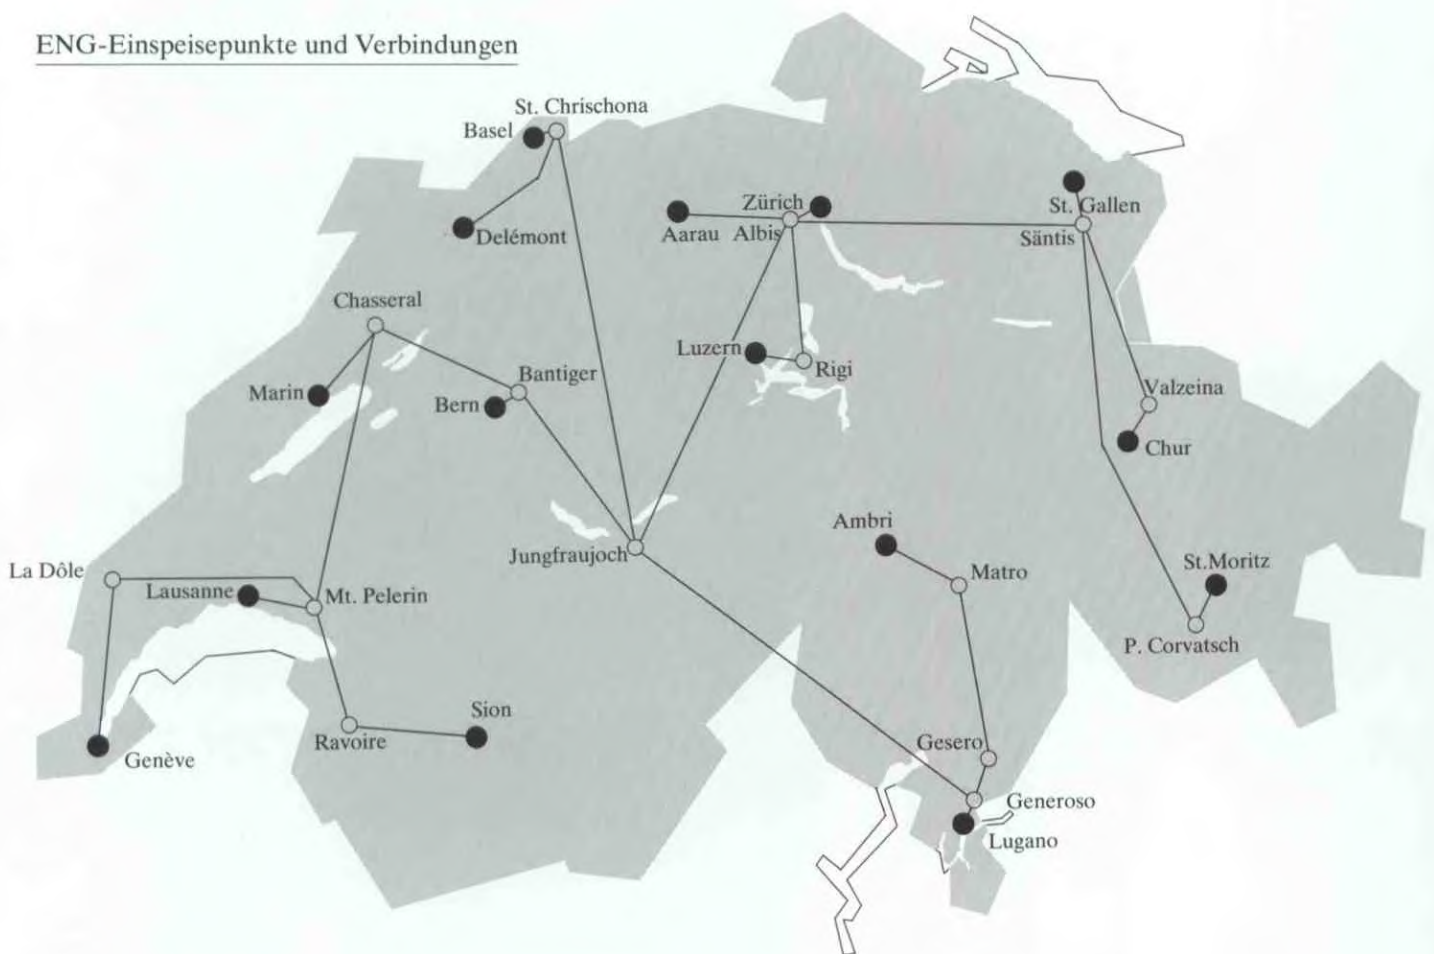 ENG-Einspeisepunkte und Verbindungen
St. Chrischona
Basel
Delémont
Zürich
Aarau
Albis
St. Gallen
Säntis
Chasseral
Marin
Bantiger
Bern
Luzern
Rigi
Valzeina
Chur
Jungfraujoch
Ambri
Matro
St.Moritz
P. Corvatsch
La Dôle
Lausanne
Mt. Pelerin
Genève
Ravoire
Sion
Gesero
Generoso
Lugano